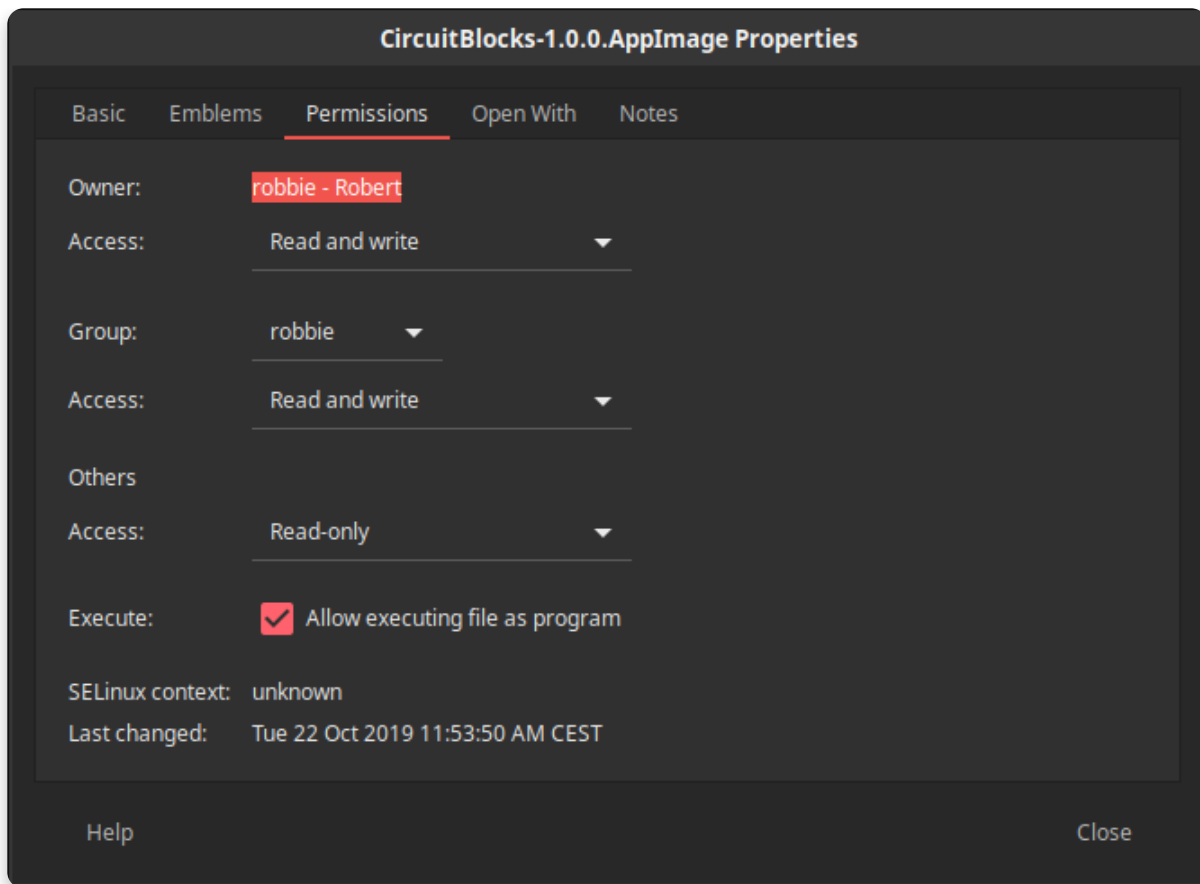 CircuitBlocks-1.0.0.AppImage Properties
Basic Emblems Permissions Open With Notes
Owner: robbie - Robert
Access: Read and write
Group: robbie
Access: Read and write
Others
Access: Read-only
Execute: Allow executing file as program
SELinux context: unknown
Last changed: Tue 22 Oct 2019 11:53:50 AM CEST
Help Close